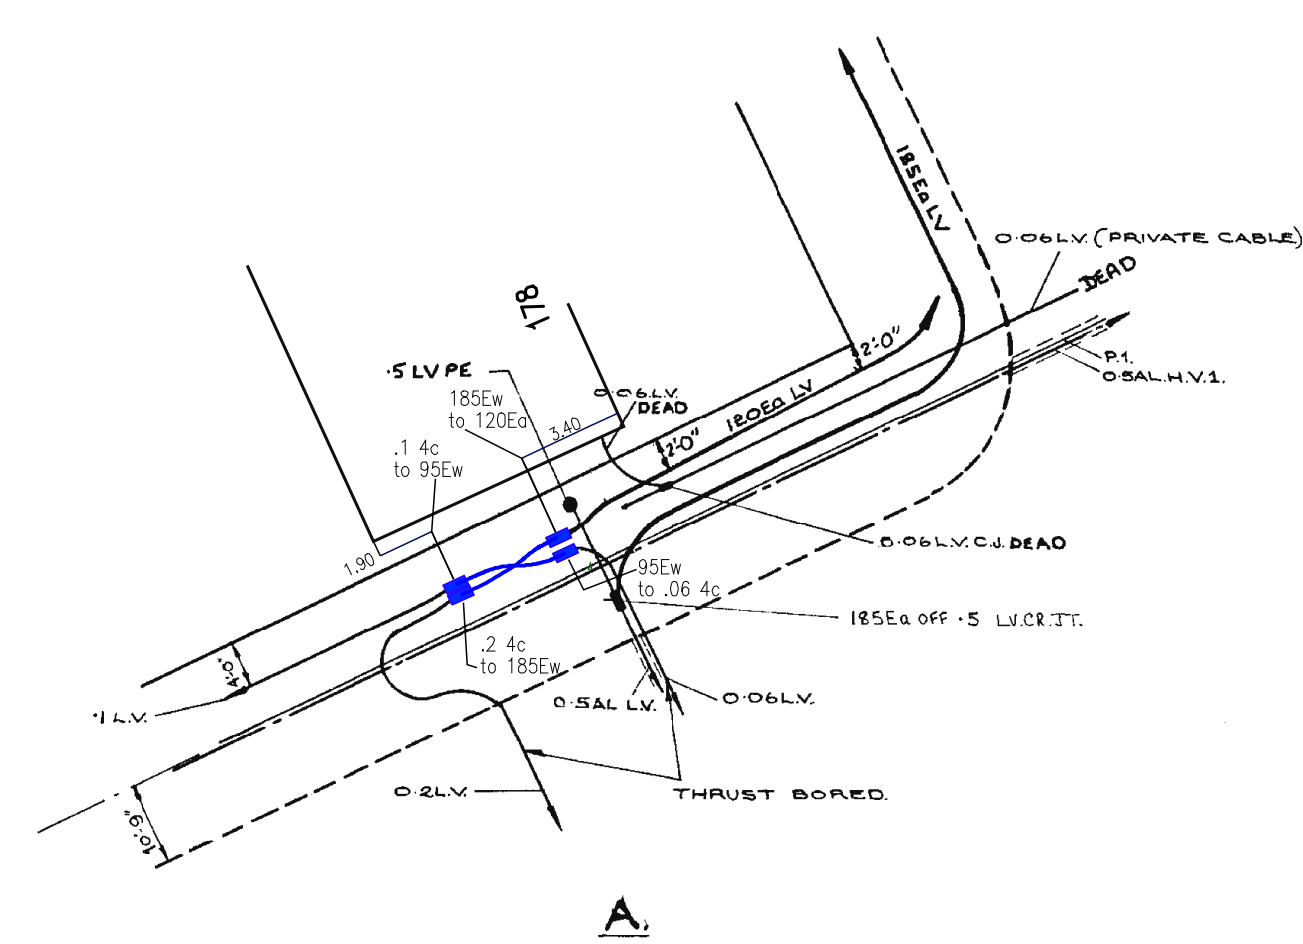 185Ea LV
0·06L.V. (PRIVATE CABLE)
DEAD
178
2'-0"
P.1.
0·5AL.H.V.1.
·5 LV PE
185Ew
to 120Ea
0·06L.V.
DEAD
120Ea LV
3.40
2'-0"
.1 4c
to 95Ew
0·06L.V.C.J. DEAD
1.90
95Ew
to .06 4c
185Ea OFF ·5 LV.CR.JT.
.2 4c
to 185Ew
4'-0"
0·5AL L.V.
0·06L.V.
·1 L.V.
0·2L.V.
THRUST BORED.
10'-9"
A.